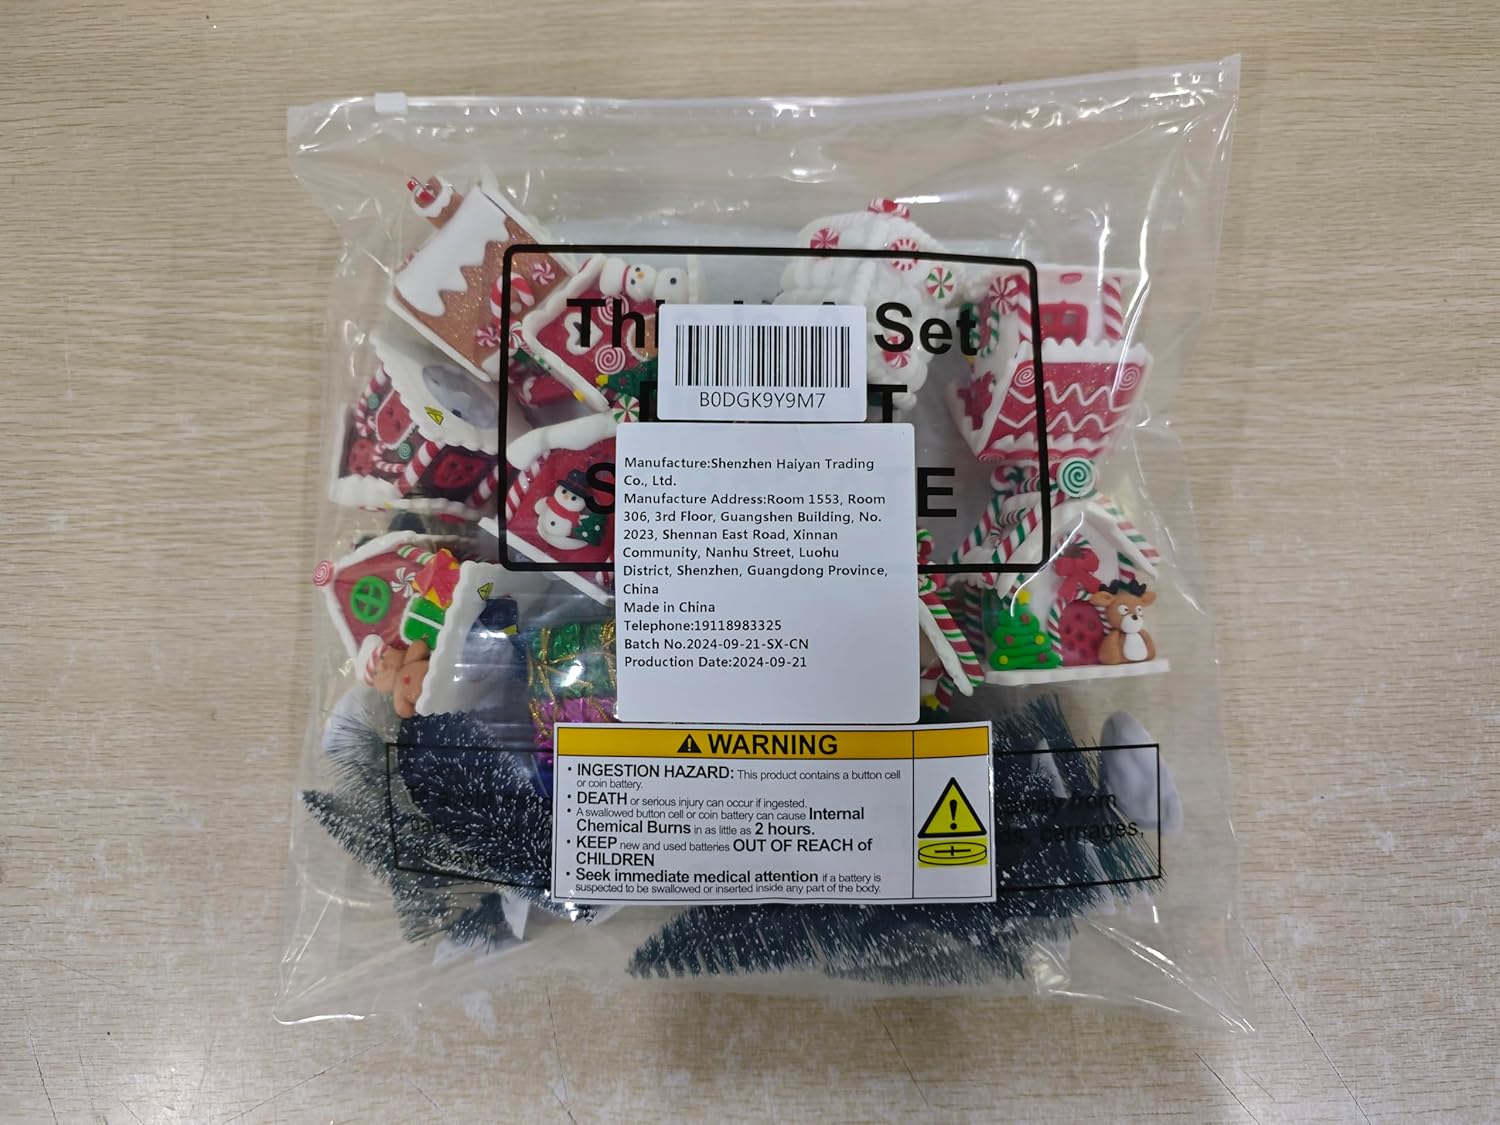 Set
B0DGK9Y9M7
Manufacture:Shenzhen Haiyan Trading
Co., Ltd.
Manufacture Address:Room 1553, Room
306, 3rd Floor, Guangshen Building, No.
2023, Shennan East Road, Xinnan
Community, Nanhu Street, Luohu
District, Shenzhen, Guangdong Province,
China
Made in China
Telephone:19118983325
Batch No.2024-09-21-SX-CN
Production Date:2024-09-21
WARNING
• INGESTION HAZARD: This product contains a button cell
or coin battery.
• DEATH or serious injury can occur if ingested.
• A swallowed button cell or coin battery can cause Internal
Chemical Burns in as little as 2 hours.
• KEEP new and used batteries OUT OF REACH of
CHILDREN
• Seek immediate medical attention if a battery is
suspected to be swallowed or inserted inside any part of the body.
from
carriages,